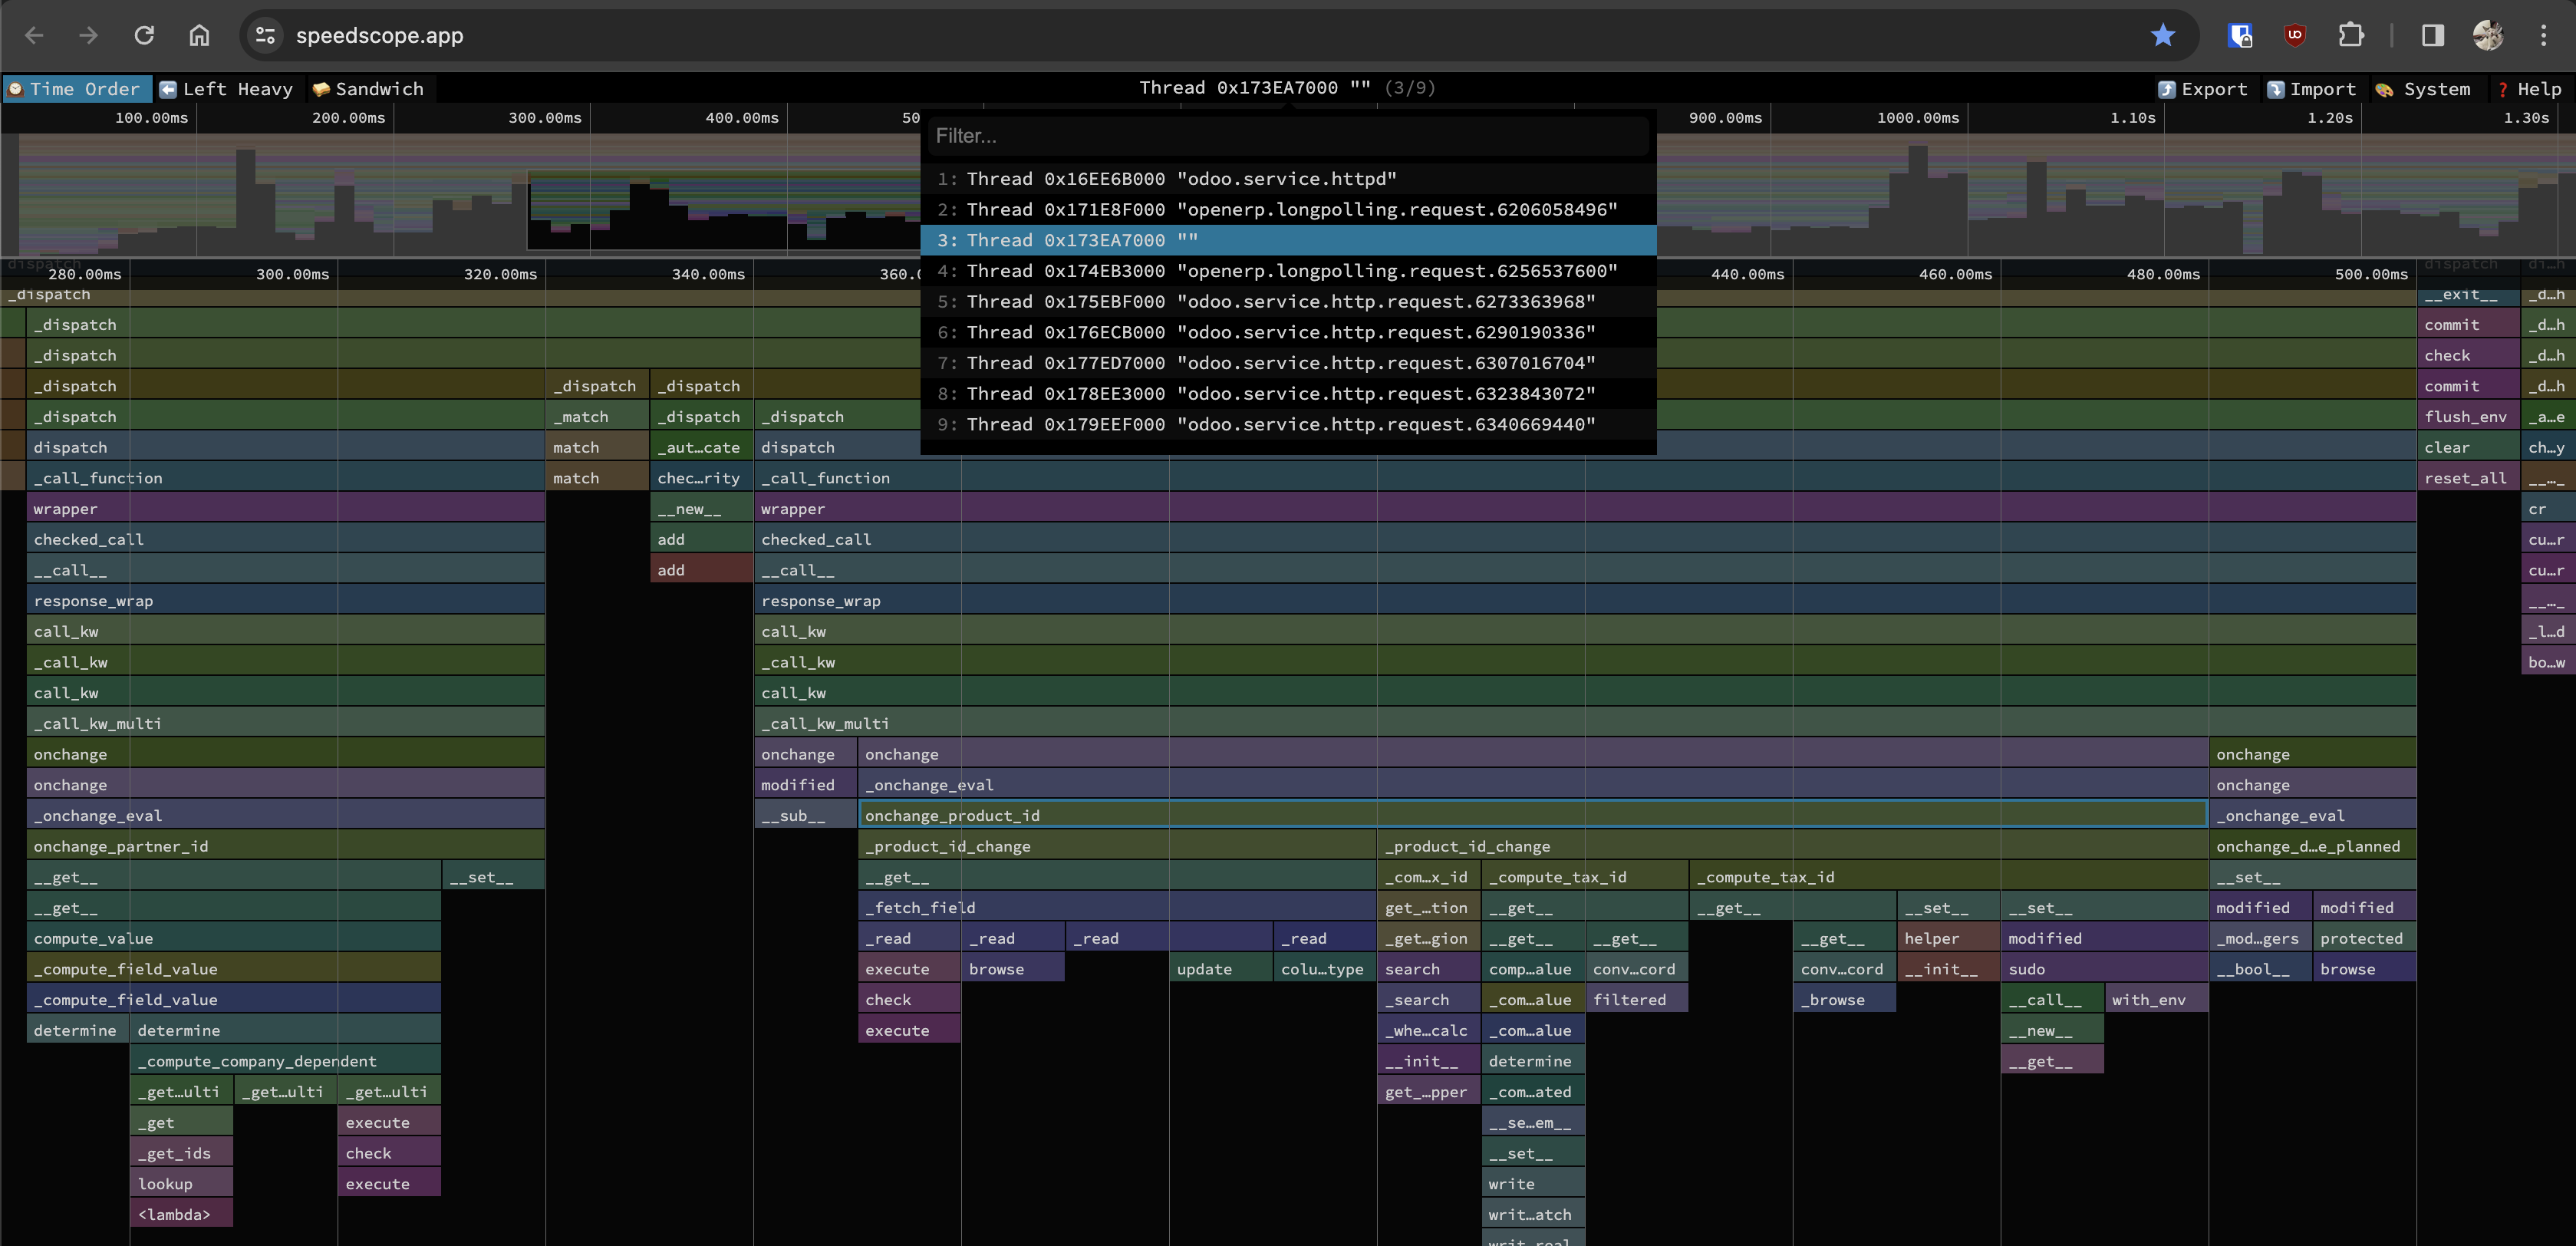 speedscope.app
Time Order Left Heavy Sandwich Thread 0x173EA7000 "" (3/9) Export Import System Help
100.00ms 200.00ms 300.00ms 400.00ms 50 900.00ms 1000.00ms 1.10s 1.20s 1.30s
Filter...
1: Thread 0x16EE6B000 "odoo.service.httpd"
2: Thread 0x171E8F000 "openerp.longpolling.request.6206058496"
3: Thread 0x173EA7000 ""
4: Thread 0x174EB3000 "openerp.longpolling.request.6256537600"
5: Thread 0x175EBF000 "odoo.service.http.request.6273363968"
6: Thread 0x176ECB000 "odoo.service.http.request.6290190336"
7: Thread 0x177ED7000 "odoo.service.http.request.6307016704"
8: Thread 0x178EE3000 "odoo.service.http.request.6323843072"
9: Thread 0x179EEF000 "odoo.service.http.request.6340669440"
dispatch dispatch di…h
280.00ms 300.00ms 320.00ms 340.00ms 360. 440.00ms 460.00ms 480.00ms 500.00ms
_dispatch __exit__ _d…h
_dispatch commit _d…h
_dispatch check _d…h
_dispatch _dispatch _dispatch commit _d…h
_dispatch _match _dispatch _dispatch flush_env _a…e
dispatch match _aut…cate dispatch clear ch…y
_call_function match chec…rity _call_function reset_all __…_
wrapper __new__ wrapper cr
checked_call add checked_call cu…r
__call__ add __call__ cu…r
response_wrap response_wrap __…_
call_kw call_kw _l…d
_call_kw _call_kw bo…w
call_kw call_kw
_call_kw_multi _call_kw_multi
onchange onchange onchange onchange
onchange modified _onchange_eval onchange
_onchange_eval __sub__ onchange_product_id _onchange_eval
onchange_partner_id _product_id_change _product_id_change onchange_d…e_planned
__get__ __set__ __get__ _com…x_id _compute_tax_id _compute_tax_id __set__
__get__ _fetch_field get_…tion __get__ __get__ __set__ __set__ modified modified
compute_value _read _read _read _read _get…gion __get__ __get__ __get__ helper modified _mod…gers protected
_compute_field_value execute browse update colu…type search comp…alue conv…cord conv…cord __init__ sudo __bool__ browse
_compute_field_value check _search _com…alue filtered _browse __call__ with_env
determine determine execute _whe…calc _com…alue __new__
_compute_company_dependent __init__ determine __get__
_get…ulti _get…ulti _get…ulti get_…pper _com…ated
_get execute __se…em__
_get_ids check __set__
lookup execute write
<lambda> writ…atch